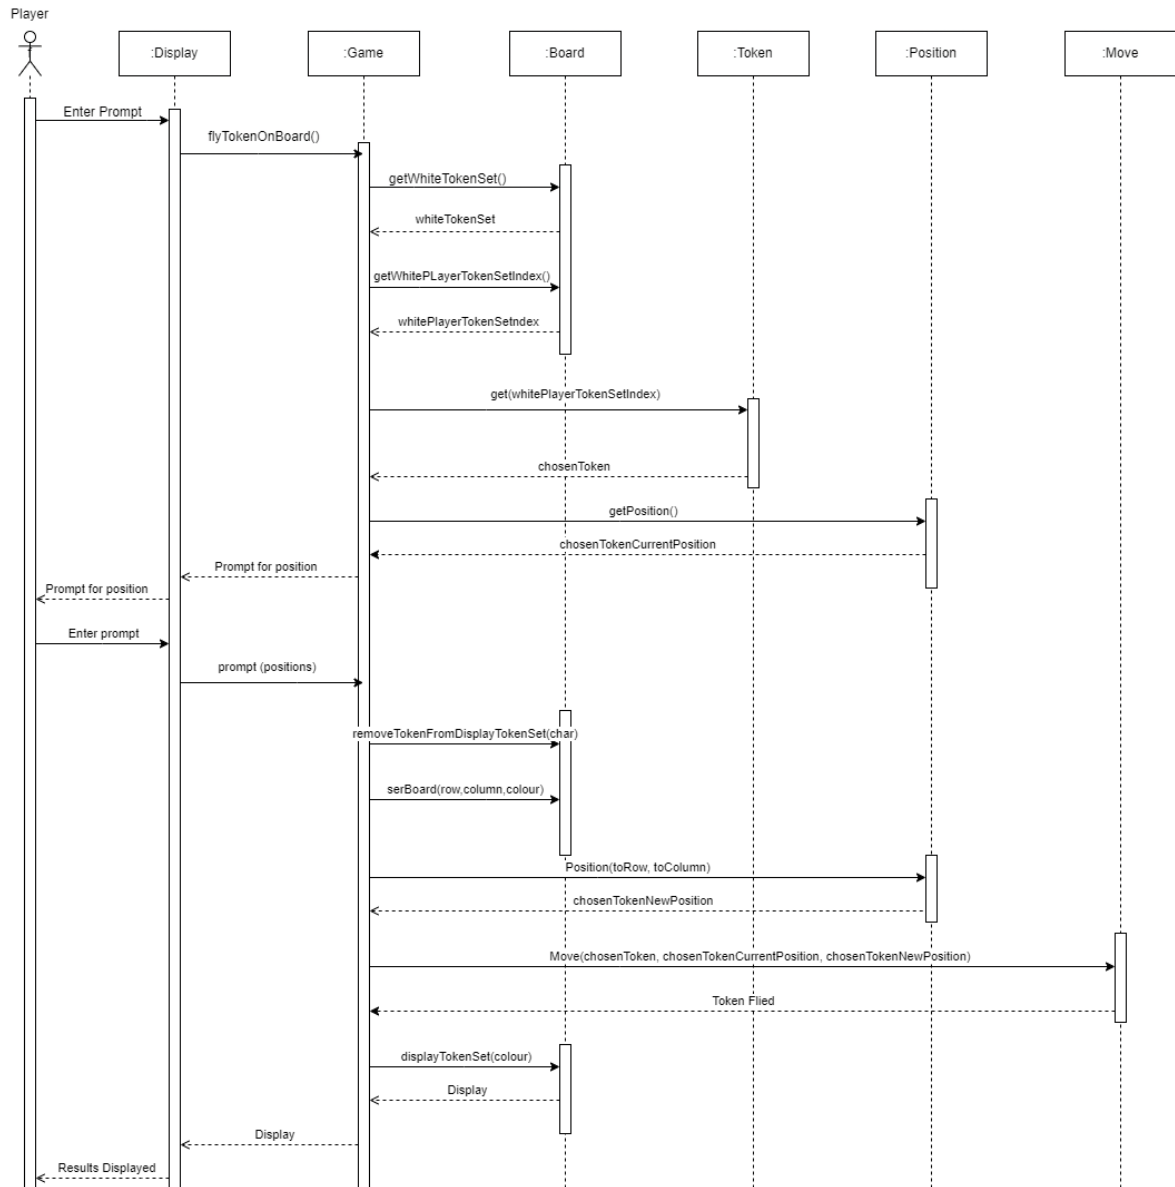 Player
:Display
:Game
:Board
:Token
:Position
:Move
Enter Prompt
flyTokenOnBoard()
getWhiteTokenSet()
whiteTokenSet
getWhitePLayerTokenSetIndex()
whitePlayerTokenSetndex
get(whitePlayerTokenSetIndex)
chosenToken
getPosition()
chosenTokenCurrentPosition
Prompt for position
Prompt for position
Enter prompt
prompt (positions)
removeTokenFromDisplayTokenSet(char)
serBoard(row,column,colour)
Position(toRow, toColumn)
chosenTokenNewPosition
Move(chosenToken, chosenTokenCurrentPosition, chosenTokenNewPosition)
Token Flied
displayTokenSet(colour)
Display
Display
Results Displayed